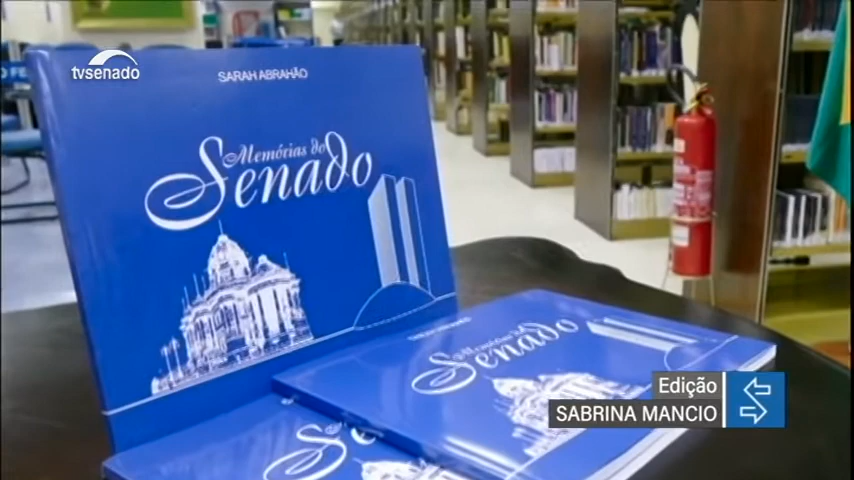 tvsenado
SARAH ABRAHÃO
Memórias do
Senado
Memórias do
Senado
Edição
SABRINA MANCIO